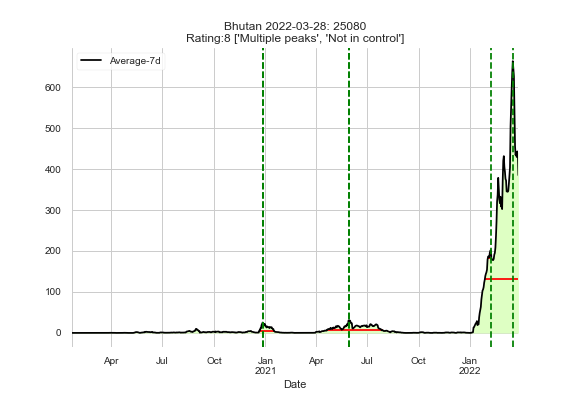 Bhutan 2022-03-28: 25080
Rating:8 ['Multiple peaks', 'Not in control']
Average-7d
600
500
400
300
200
100
0
Apr Jul Oct Jan Apr Jul Oct Jan
2021 2022
Date